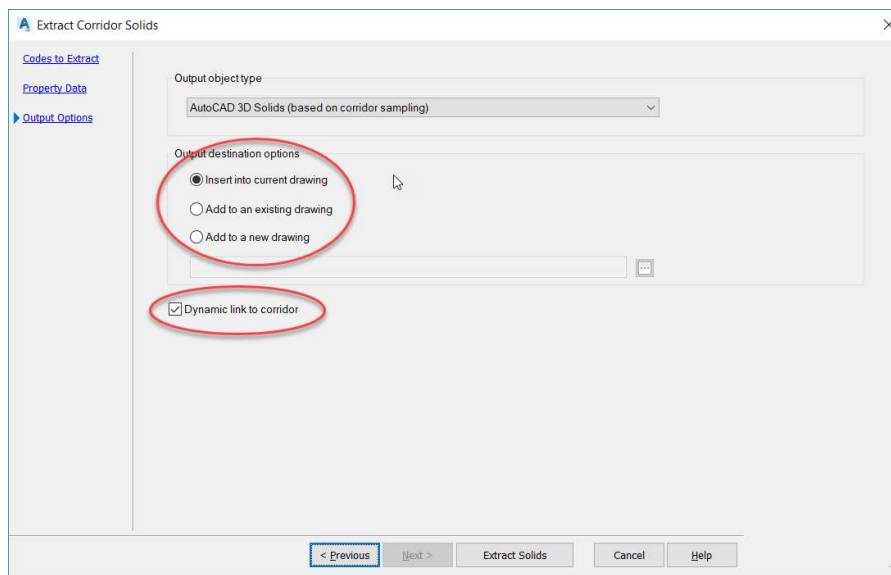 Extract Corridor Solids
Codes to Extract
Property Data
Output Options
Output object type
AutoCAD 3D Solids (based on corridor sampling)
Output destination options
Insert into current drawing
Add to an existing drawing
Add to a new drawing
...
Dynamic link to corridor
< Previous
Next >
Extract Solids
Cancel
Help